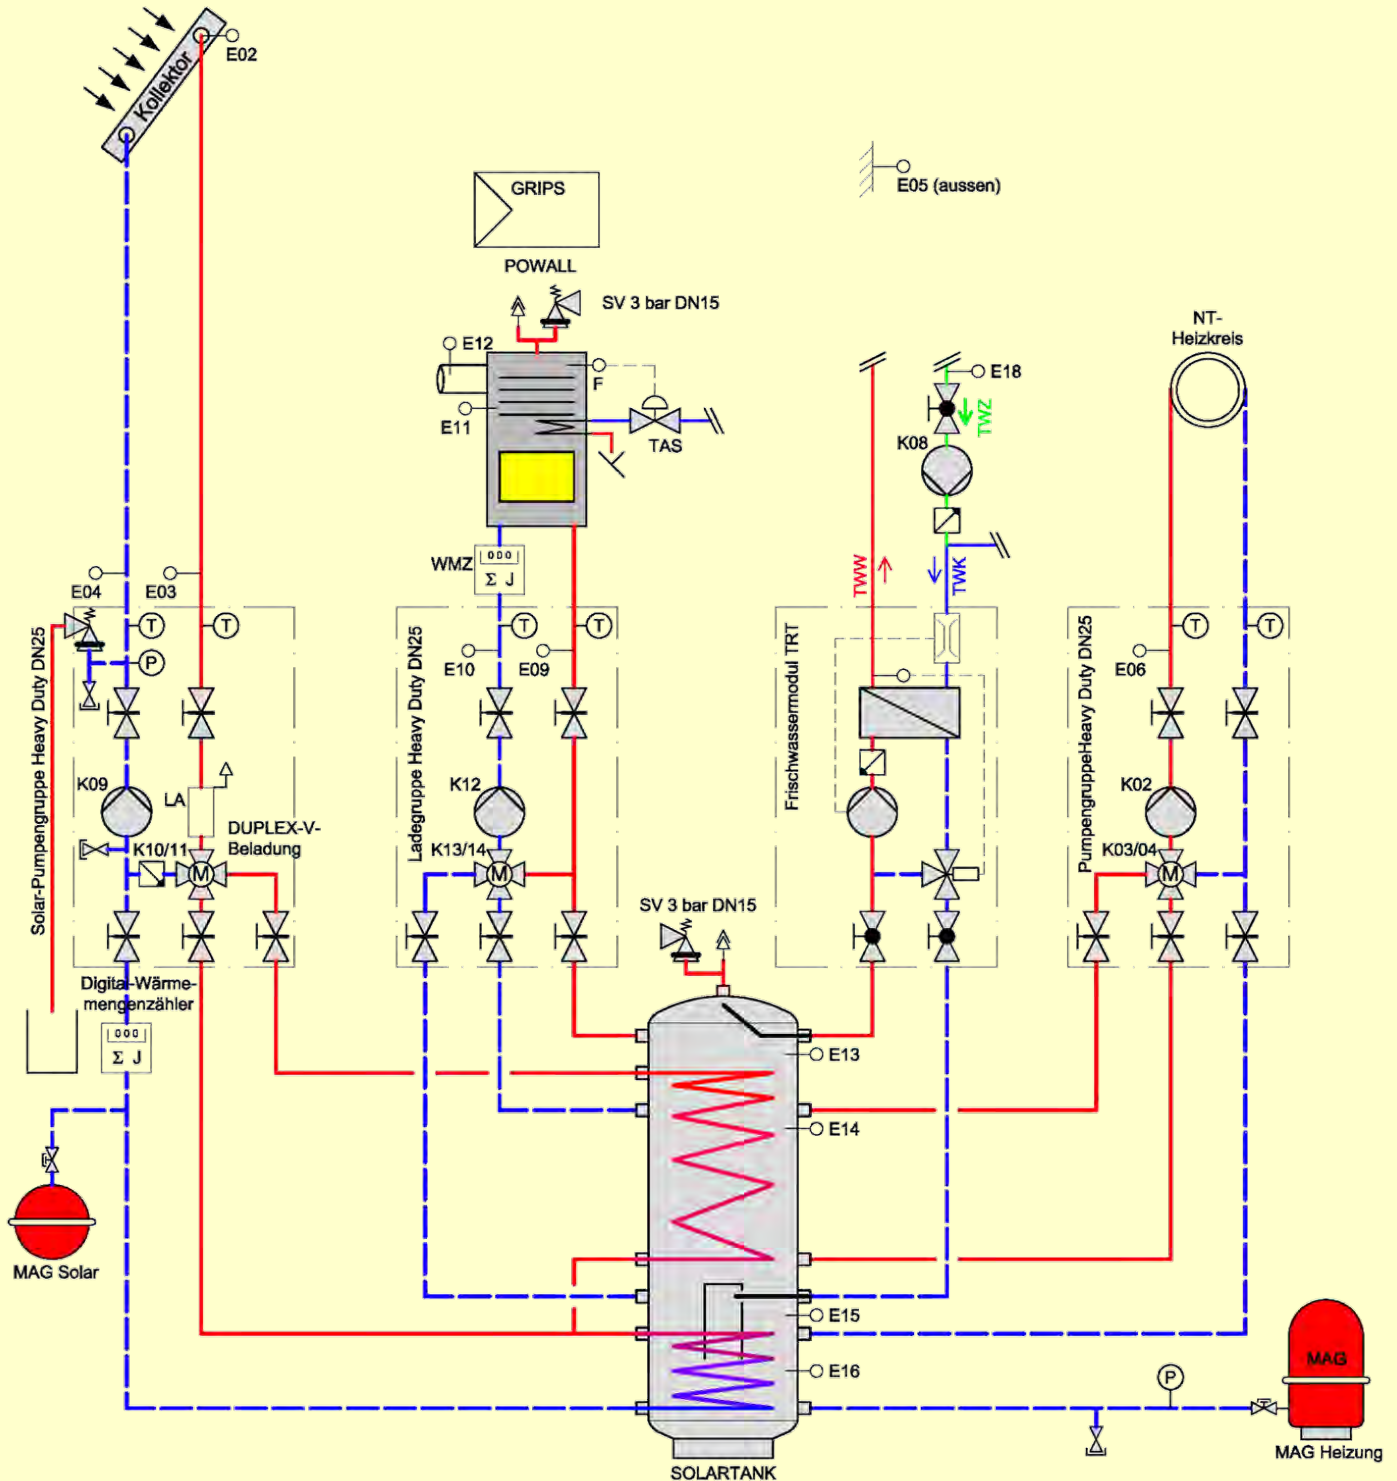 Kollektor
E02
GRIPS
POWALL
E05 (aussen)
SV 3 bar DN15
E12
F
E11
TAS
E18
TWZ
K08
NT-
Heizkreis
WMZ
000
Σ J
TWW
TWK
E04
E03
T
T
P
Solar-Pumpengruppe Heavy Duty DN25
K09
LA
K10/11
M
DUPLEX-V-
Beladung
Ladegruppe Heavy Duty DN25
T
T
E10
E09
K12
K13/14
M
Frischwassermodul TRT
PumpengruppeHeavy Duty DN25
T
T
E06
K02
K03/04
M
SV 3 bar DN15
Digital-Wärme-
mengenzähler
000
Σ J
E13
E14
E15
E16
MAG Solar
P
MAG
MAG Heizung
SOLARTANK